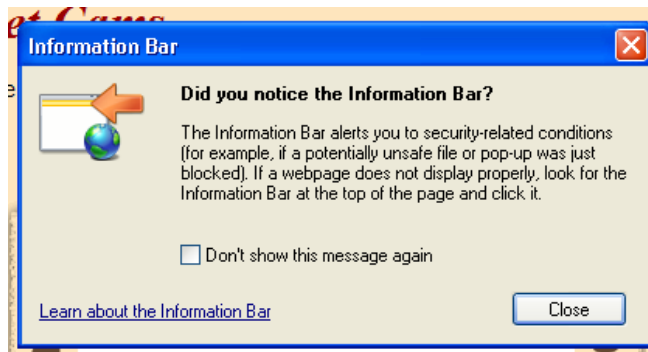 et Cams
Information Bar
e
Did you notice the Information Bar?
The Information Bar alerts you to security-related conditions
(for example, if a potentially unsafe file or pop-up was just
blocked). If a webpage does not display properly, look for the
Information Bar at the top of the page and click it.
Don't show this message again
Learn about the Information Bar
Close